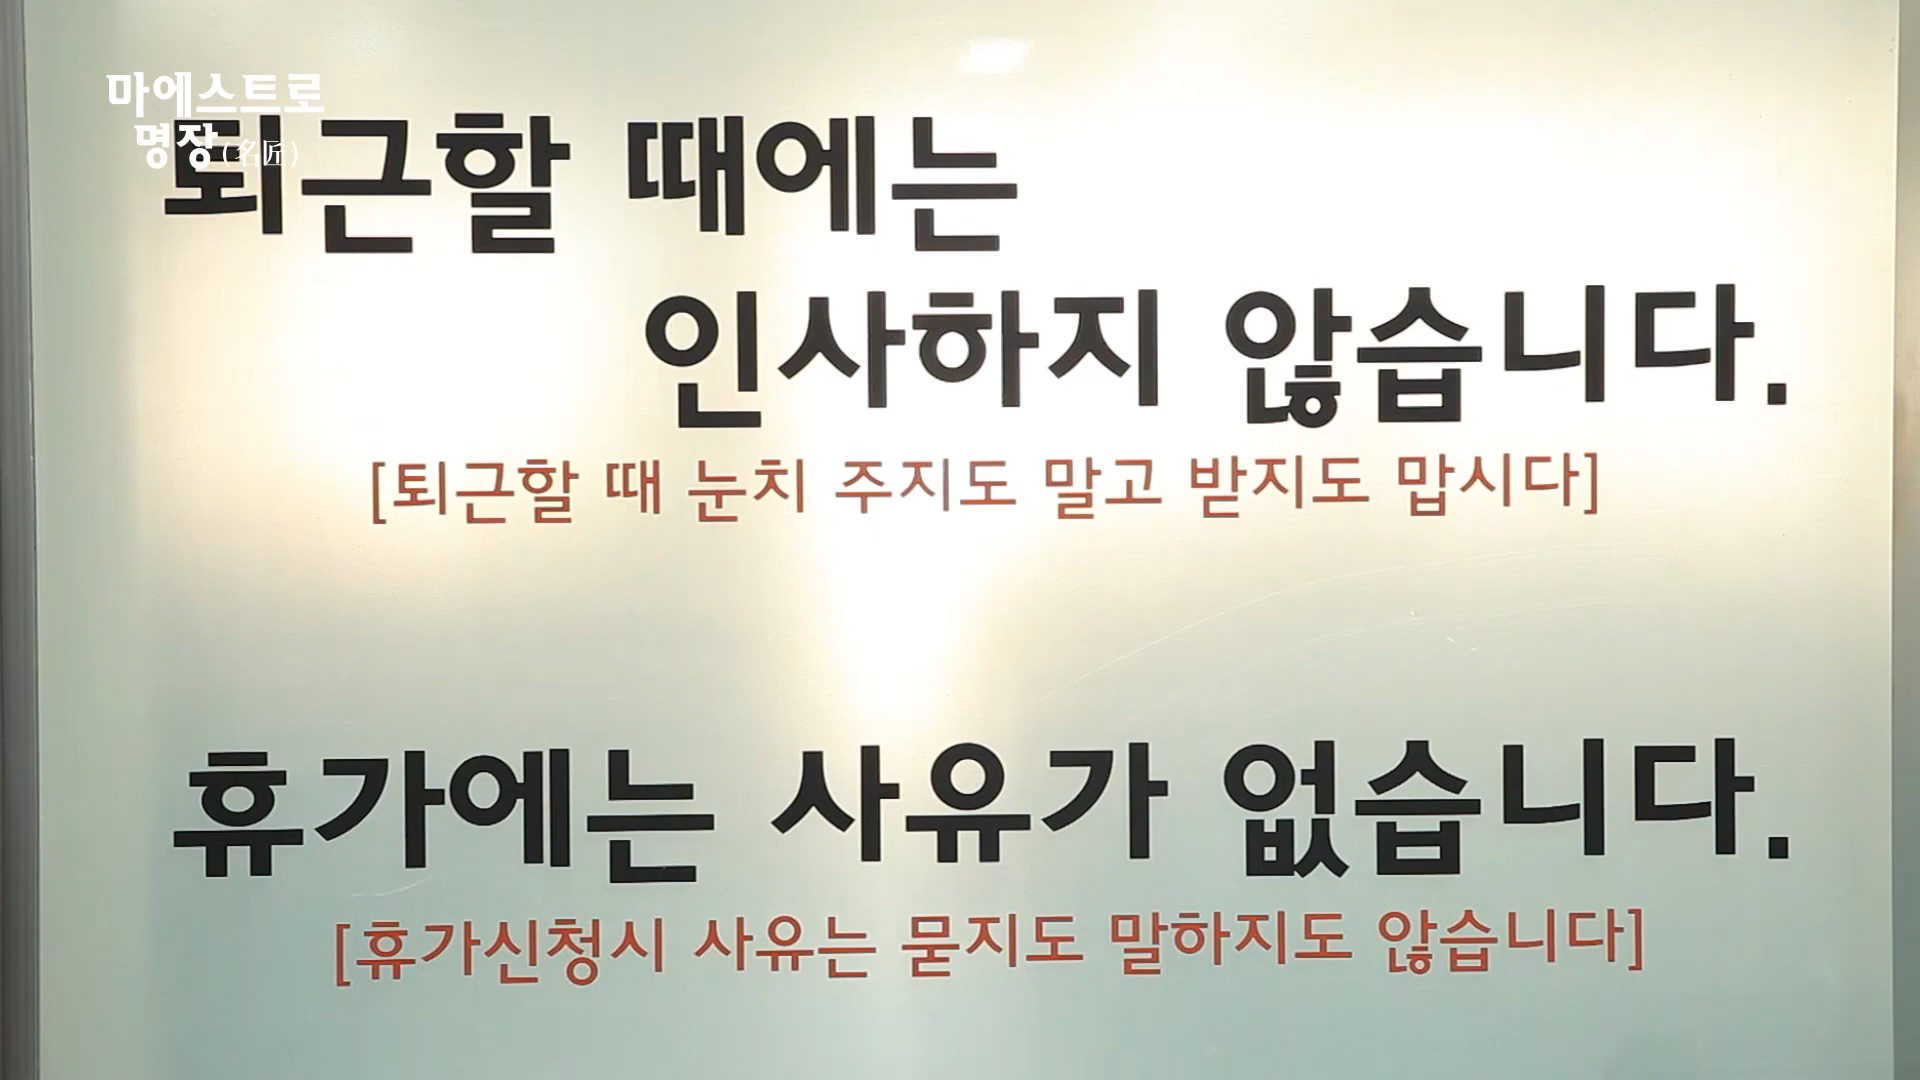 마에스트로
명장(名匠)
퇴근할 때에는
인사하지 않습니다.
[퇴근할 때 눈치 주지도 말고 받지도 맙시다]
휴가에는 사유가 없습니다.
[휴가신청시 사유는 묻지도 말하지도 않습니다]